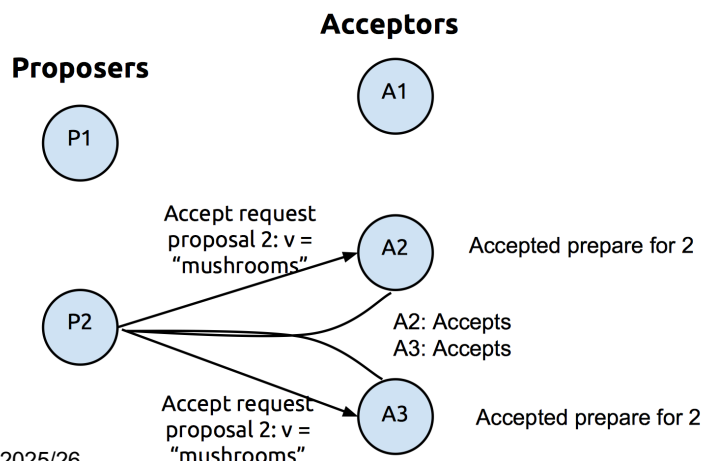 Acceptors
Proposers
A1
P1
Accept request
proposal 2: v =
“mushrooms”
A2
Accepted prepare for 2
P2
A2: Accepts
A3: Accepts
Accept request
proposal 2: v =
“mushrooms”
A3
Accepted prepare for 2
2025/26